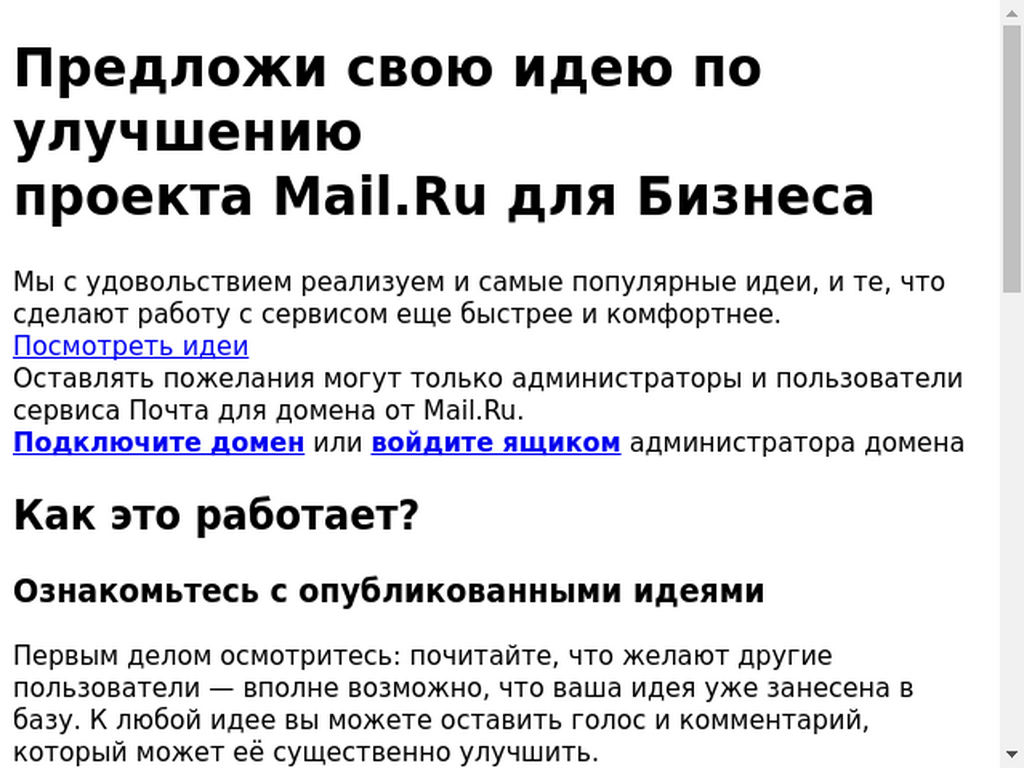 Предложи свою идею по
улучшению
проекта Mail.Ru для Бизнеса
Мы с удовольствием реализуем и самые популярные идеи, и те, что
сделают работу с сервисом еще быстрее и комфортнее.
Посмотреть идеи
Оставлять пожелания могут только администраторы и пользователи
сервиса Почта для домена от Mail.Ru.
Подключите домен или войдите ящиком администратора домена
Как это работает?
Ознакомьтесь с опубликованными идеями
Первым делом осмотритесь: почитайте, что желают другие
пользователи — вполне возможно, что ваша идея уже занесена в
базу. К любой идее вы можете оставить голос и комментарий,
который может её существенно улучшить.